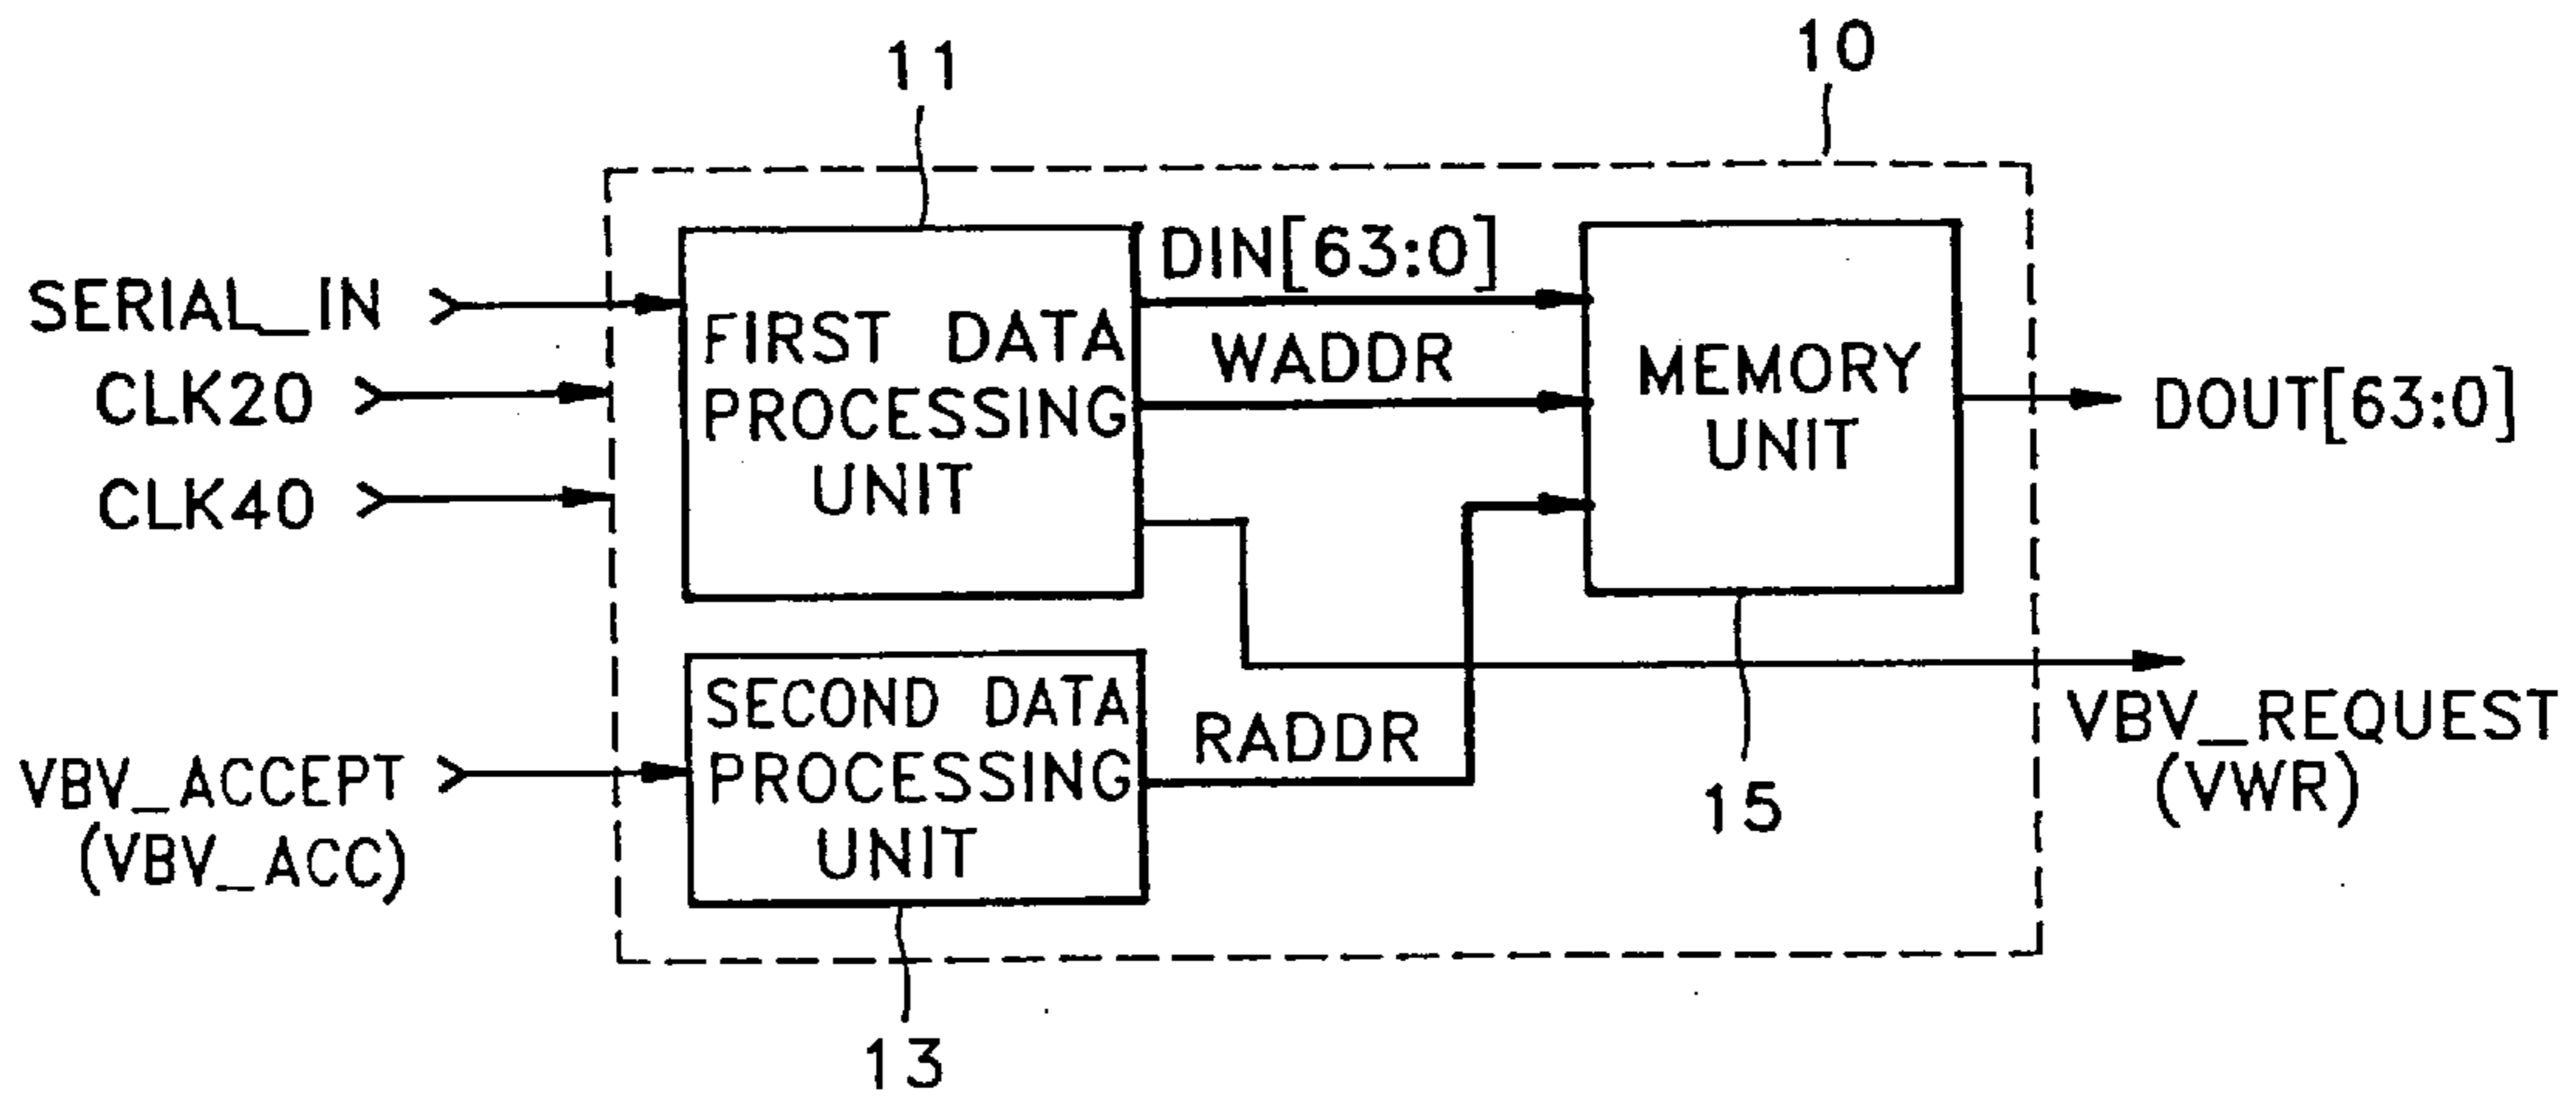 11
10
SERIAL_IN
CLK20
CLK40
FIRST DATA
PROCESSING
UNIT
DIN[63:0]
WADDR
MEMORY
UNIT
DOUT[63:0]
VBV_ACCEPT
(VBV_ACC)
SECOND DATA
PROCESSING
UNIT
RADDR
15
VBV_REQUEST
(VWR)
13